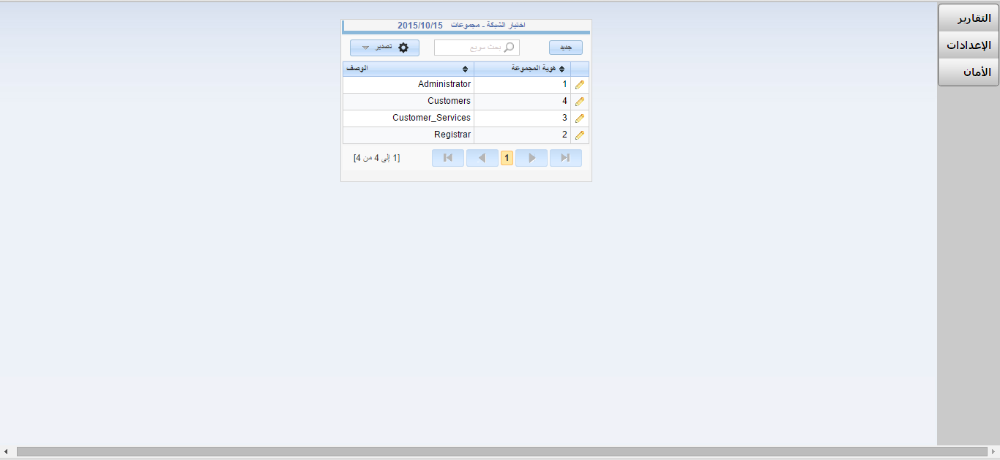 التقارير
الإعدادات
الأمان
اختيار الشبكة - مجموعات 2015/10/15
جديد بحث سريع تصدير
هوية المجموعة الوصف
1 Administrator
4 Customers
3 Customer_Services
2 Registrar
1 [1 إلى 4 من 4]